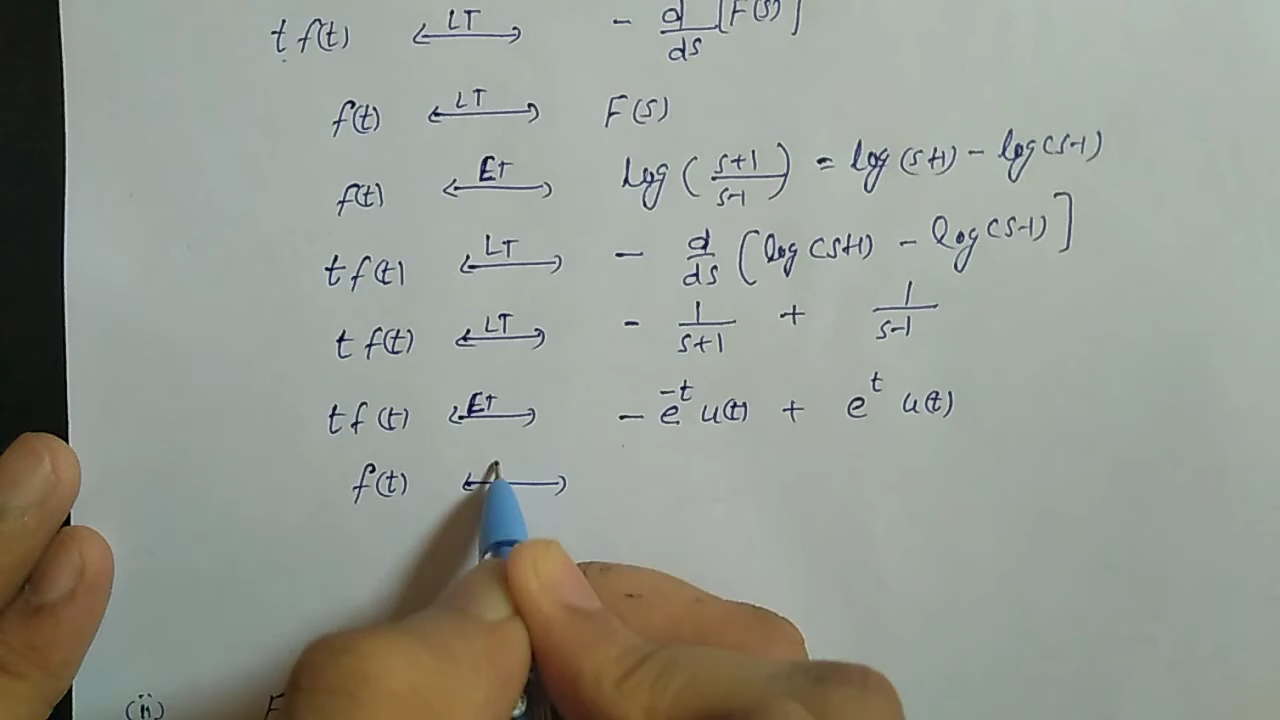 t f(t) ⟷ LT - d/ds [F(s)]
f(t) ⟷ LT F(s)
f(t) ⟷ LT log(s+1/s-1) = log(s+1) - log(s-1)
t f(t) ⟷ LT - d/ds [log(s+1) - log(s-1)]
t f(t) ⟷ LT - 1/s+1 + 1/s-1
t f(t) ⟷ LT - e^-t u(t) + e^t u(t)
f(t) ⟷
(ii) F